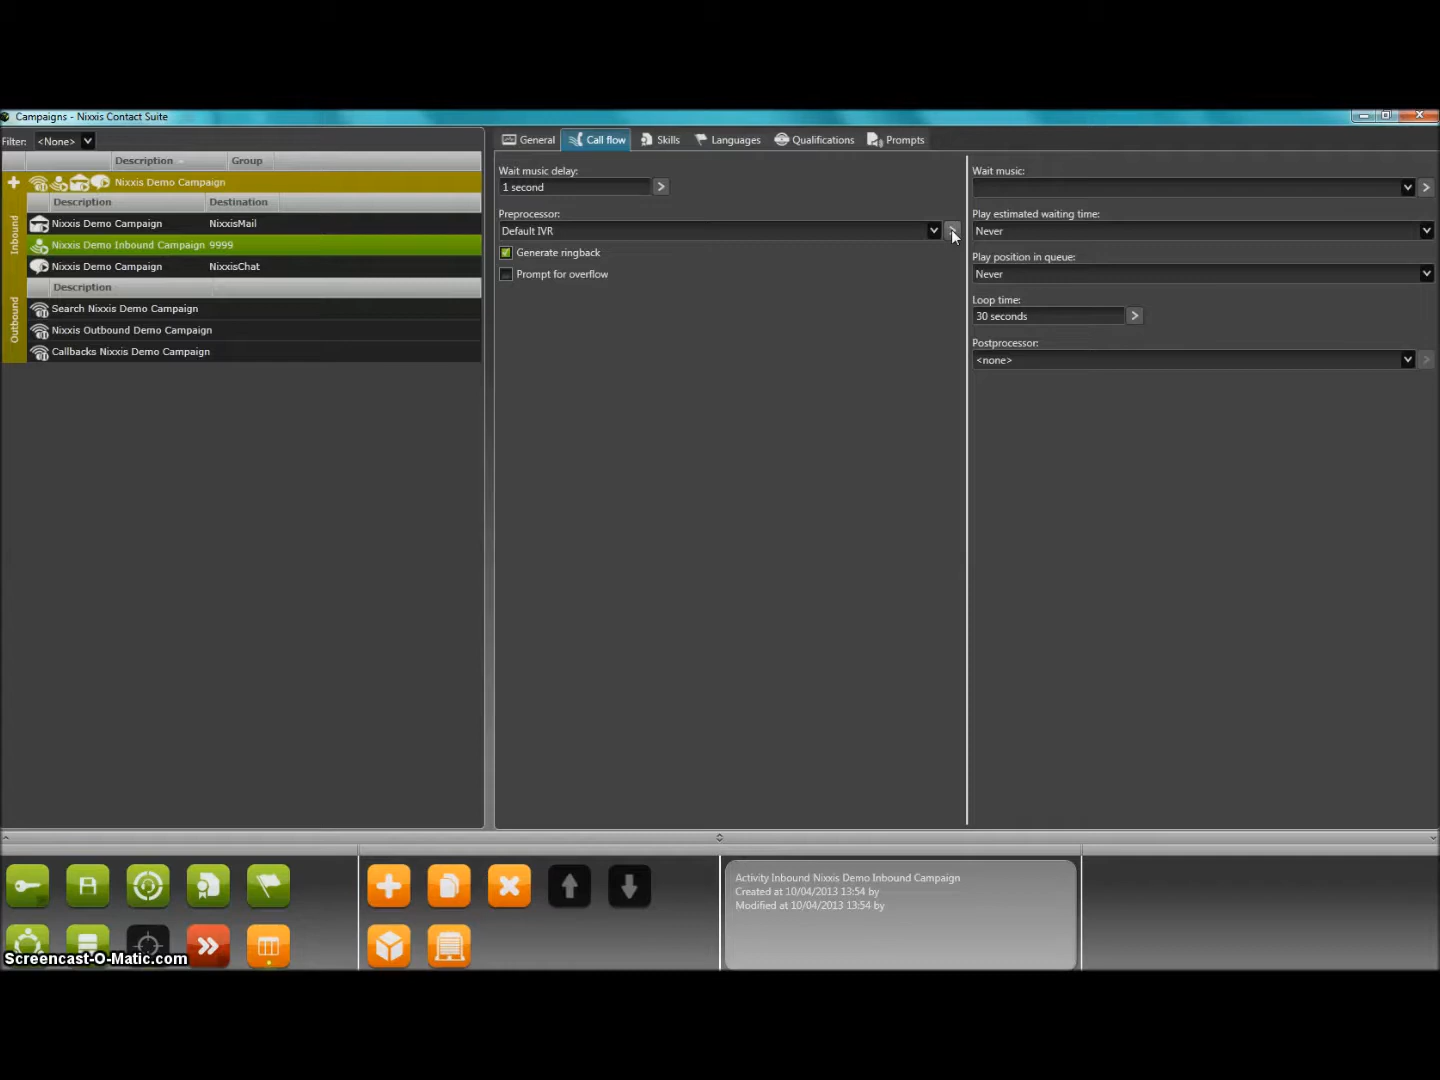 Campaigns - Nixxis Contact Suite
Filter: <None>
Description Group
Nixxis Demo Campaign
Description Destination
Nixxis Demo Campaign NixxisMail
Nixxis Demo Inbound Campaign 9999
Nixxis Demo Campaign NixxisChat
Inbound
Description
Search Nixxis Demo Campaign
Nixxis Outbound Demo Campaign
Callbacks Nixxis Demo Campaign
Outbound
General Call flow Skills Languages Qualifications Prompts
Wait music delay:
1 second
Preprocessor:
Default IVR
Generate ringback
Prompt for overflow
Wait music:
Play estimated waiting time:
Never
Play position in queue:
Never
Loop time:
30 seconds
Postprocessor:
<none>
Activity Inbound Nixxis Demo Inbound Campaign
Created at 10/04/2013 13:54 by
Modified at 10/04/2013 13:54 by
Screencast-O-Matic.com